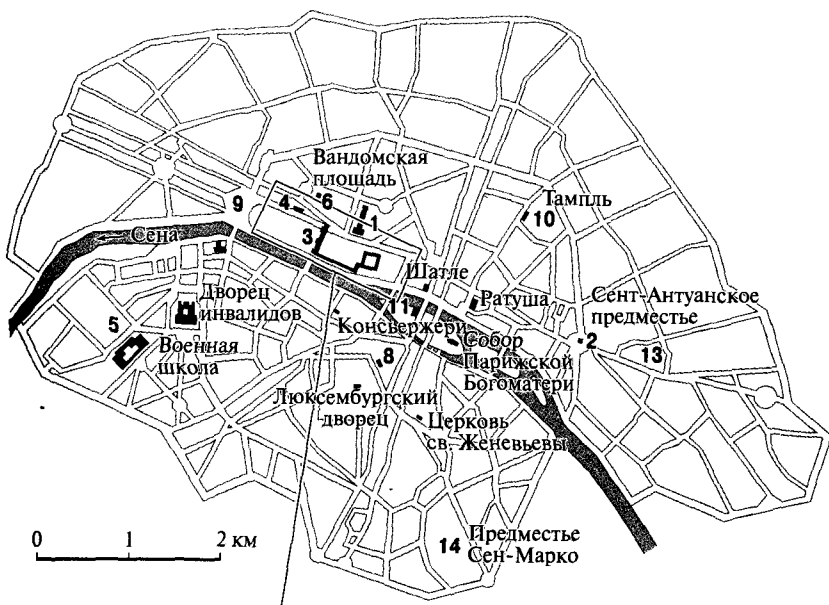 Вандомская
площадь
6
4
9
1
3
Тампль
10
Сена
Шатле
Ратуша
Сент-Антуанское
предместье
Дворец
инвалидов
11
Консвержери
2
13
5
Военная
школа
8
Собор
Парижской
Богоматери
Люксембургский
дворец
Церковь
св. Женевьевы
0 1 2 км
14
Предместье
Сен-Марко